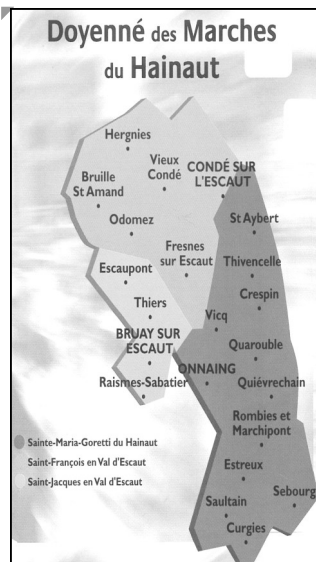 Doyenné des Marches
du Hainaut
Hergnies
Vieux
Condé
CONDÉ SUR
L'ESCAUT
Bruille
St Amand
Odomez
St Aybert
Fresnes
sur Escaut
Thivencelle
Escaupont
Crespin
Thiers
Vicq
BRUAY SUR
ESCAUT
Quarouble
ONNAING
Raismes-Sabatier
Quiévrechain
Rombies et
Marchipont
Sainte-Maria-Goretti du Hainaut
Saint-François en Val d'Escaut
Saint-Jacques en Val d'Escaut
Estreux
Sebourg
Saultain
Curgies